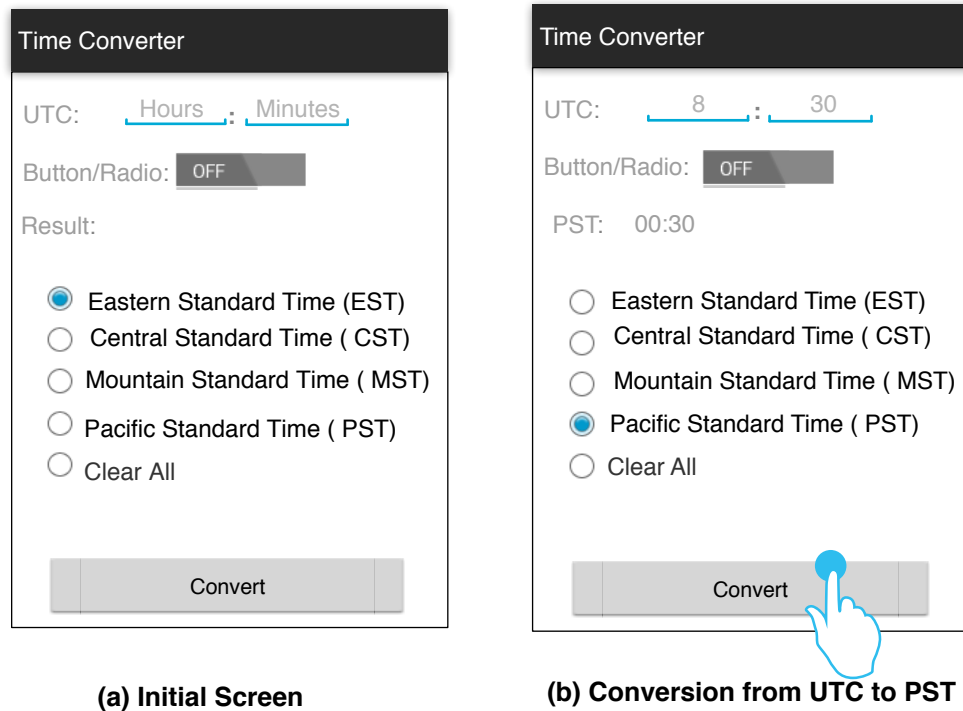 Time Converter
UTC: Hours : Minutes
Button/Radio: OFF
Result:
Eastern Standard Time (EST)
Central Standard Time ( CST)
Mountain Standard Time ( MST)
Pacific Standard Time ( PST)
Clear All
Convert
(a) Initial Screen
Time Converter
UTC: 8 : 30
Button/Radio: OFF
PST: 00:30
Eastern Standard Time (EST)
Central Standard Time ( CST)
Mountain Standard Time ( MST)
Pacific Standard Time ( PST)
Clear All
Convert
(b) Conversion from UTC to PST